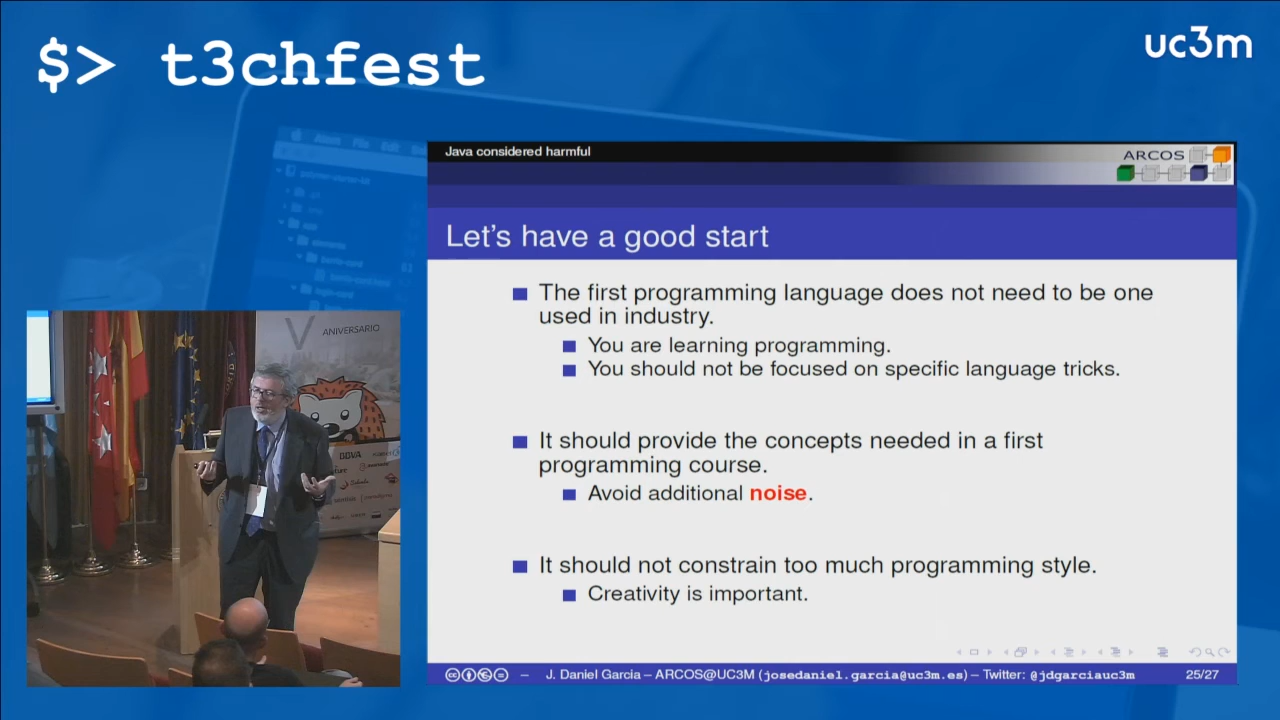 $> t3chfest
uc3m
Java considered harmful
ARCOS
Let's have a good start
The first programming language does not need to be one
used in industry.
You are learning programming.
You should not be focused on specific language tricks.
It should provide the concepts needed in a first
programming course.
Avoid additional noise.
It should not constrain too much programming style.
Creativity is important.
J. Daniel Garcia – ARCOS@UC3M (josedaniel.garcia@uc3m.es) – Twitter: @jdgarciauc3m
25/27
V ANIVERSARIO
BBVA